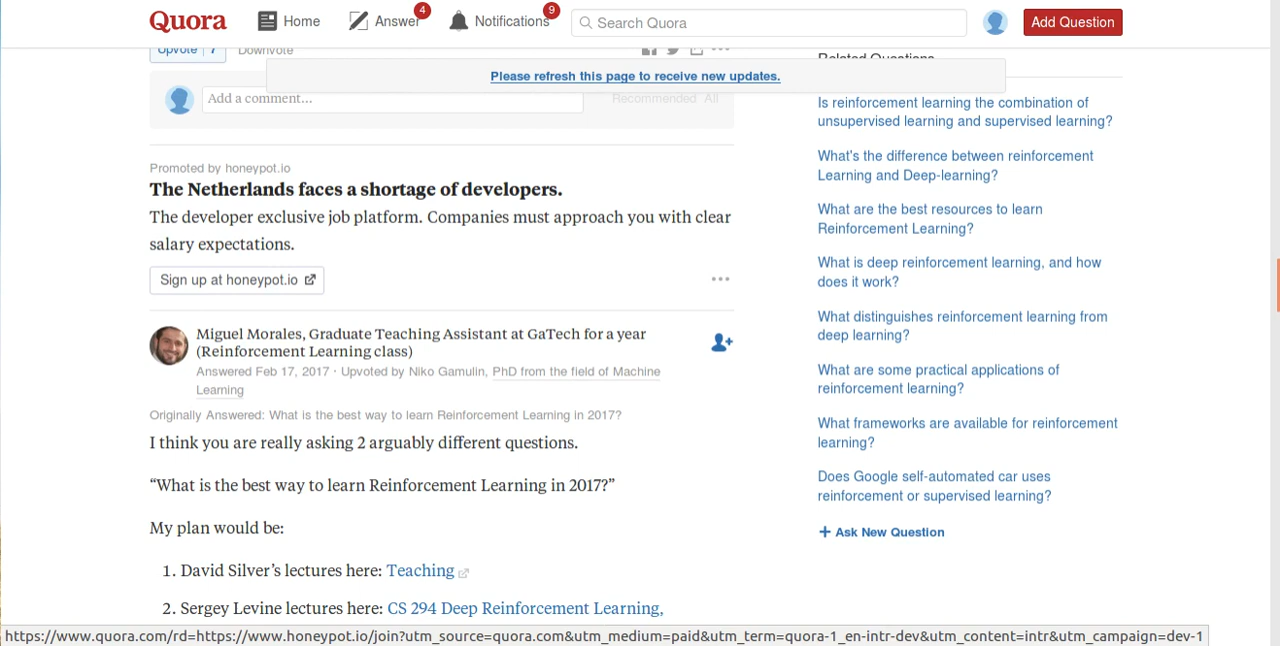 Quora
Home
Answer
4
Notifications
9
Search Quora
Add Question
Upvote 7
Downvote
Related Questions
Please refresh this page to receive new updates.
Add a comment...
Recommended All
Promoted by honeypot.io
The Netherlands faces a shortage of developers.
The developer exclusive job platform. Companies must approach you with clear
salary expectations.
Sign up at honeypot.io
Miguel Morales, Graduate Teaching Assistant at GaTech for a year
(Reinforcement Learning class)
Answered Feb 17, 2017 · Upvoted by Niko Gamulin, PhD from the field of Machine
Learning
Originally Answered: What is the best way to learn Reinforcement Learning in 2017?
I think you are really asking 2 arguably different questions.
“What is the best way to learn Reinforcement Learning in 2017?”
My plan would be:
1. David Silver’s lectures here: Teaching
2. Sergey Levine lectures here: CS 294 Deep Reinforcement Learning,
Is reinforcement learning the combination of
unsupervised learning and supervised learning?
What's the difference between reinforcement
Learning and Deep-learning?
What are the best resources to learn
Reinforcement Learning?
What is deep reinforcement learning, and how
does it work?
What distinguishes reinforcement learning from
deep learning?
What are some practical applications of
reinforcement learning?
What frameworks are available for reinforcement
learning?
Does Google self-automated car uses
reinforcement or supervised learning?
+ Ask New Question
https://www.quora.com/rd=https://www.honeypot.io/join?utm_source=quora.com&utm_medium=paid&utm_term=quora-1_en-intr-dev&utm_content=intr&utm_campaign=dev-1